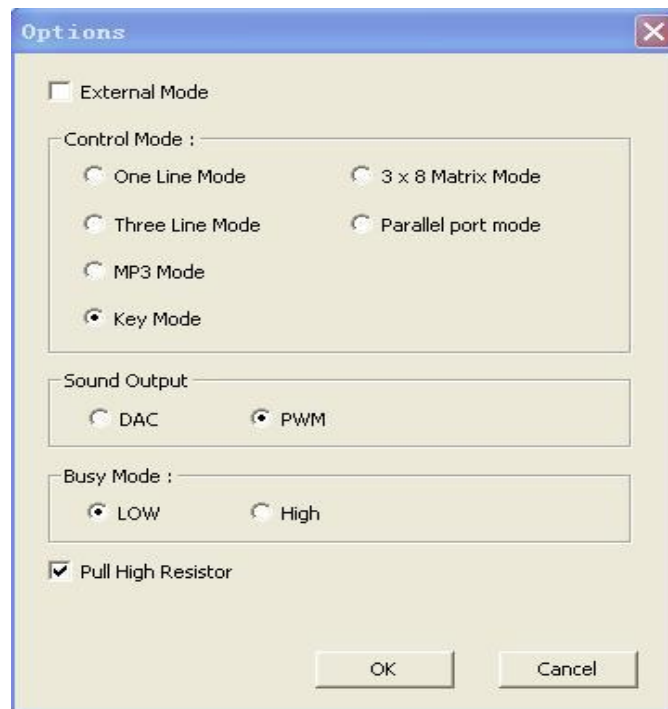 Options
External Mode
Control Mode :
One Line Mode
3 x 8 Matrix Mode
Three Line Mode
Parallel port mode
MP3 Mode
Key Mode
Sound Output
DAC
PWM
Busy Mode :
LOW
High
Pull High Resistor
OK
Cancel